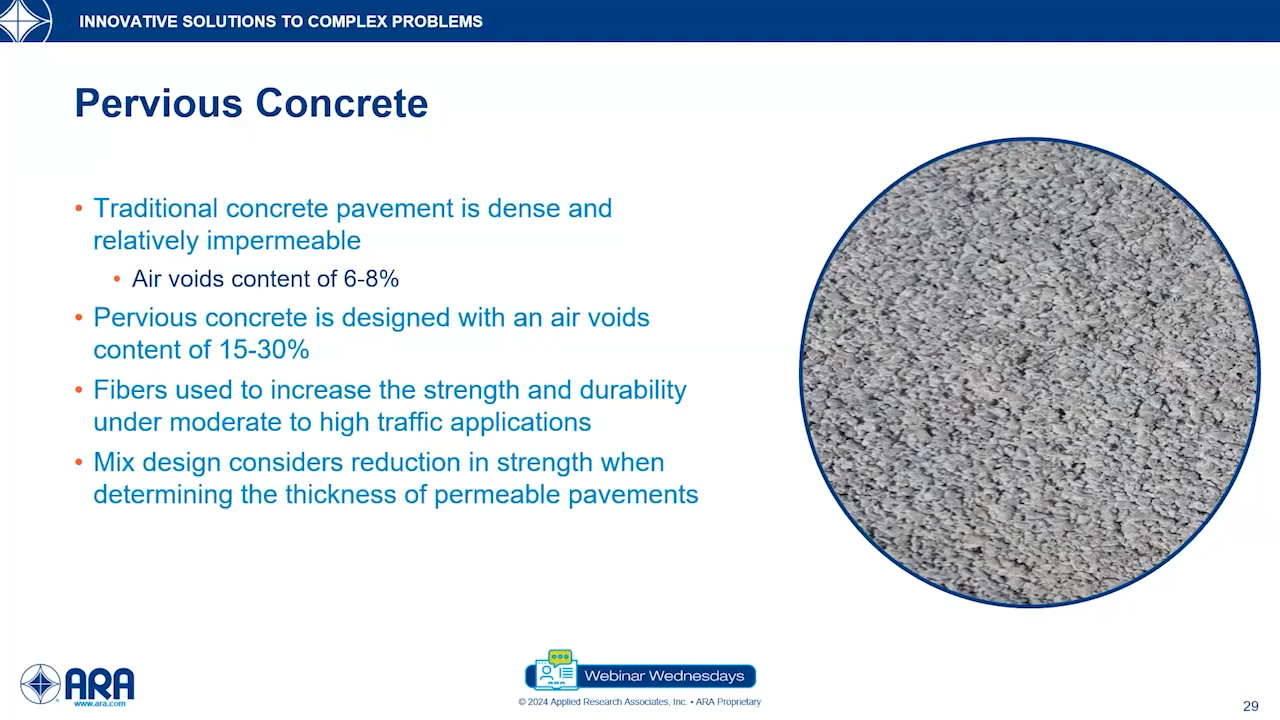 INNOVATIVE SOLUTIONS TO COMPLEX PROBLEMS
Pervious Concrete
• Traditional concrete pavement is dense and
relatively impermeable
• Air voids content of 6-8%
• Pervious concrete is designed with an air voids
content of 15-30%
• Fibers used to increase the strength and durability
under moderate to high traffic applications
• Mix design considers reduction in strength when
determining the thickness of permeable pavements
ARA
www.ara.com
ARA
Webinar Wednesdays
© 2024 Applied Research Associates, Inc. • ARA Proprietary
29